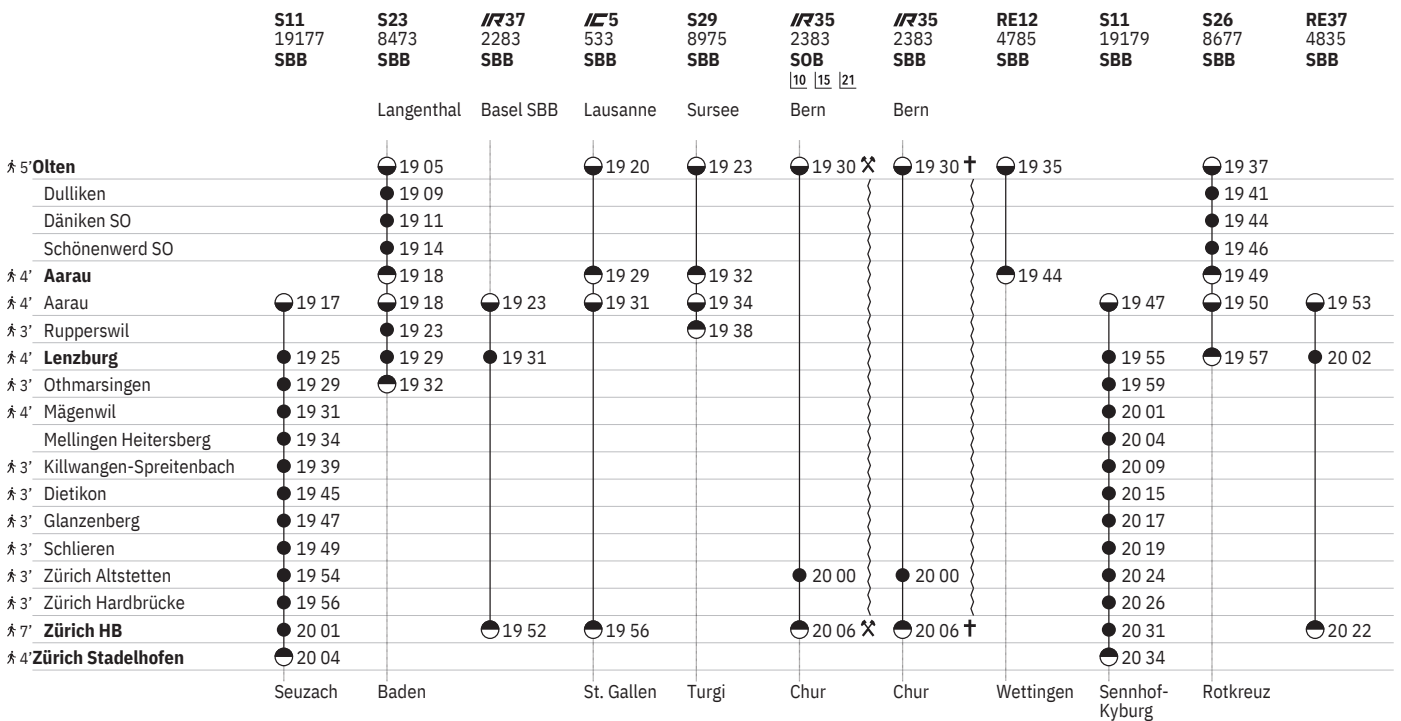 S11 S23 IR37 IC5 S29 IR35 IR35 RE12 S11 S26 RE37
19177 8473 2283 533 8975 2383 2383 4785 19179 8677 4835
SBB SBB SBB SBB SBB SOB SBB SBB SBB SBB SBB
10 15 21
Langenthal Basel SBB Lausanne Sursee Bern Bern
5’ Olten 19 05 19 20 19 23 19 30 19 30 19 35 19 37
Dulliken 19 09 19 41
Däniken SO 19 11 19 44
Schönenwerd SO 19 14 19 46
4’ Aarau 19 18 19 29 19 32 19 44 19 49
4’ Aarau 19 17 19 18 19 23 19 31 19 34 19 47 19 50 19 53
3’ Rupperswil 19 23 19 38
4’ Lenzburg 19 25 19 29 19 31 19 55 19 57 20 02
3’ Othmarsingen 19 29 19 32 19 59
4’ Mägenwil 19 31 20 01
Mellingen Heitersberg 19 34 20 04
3’ Killwangen-Spreitenbach 19 39 20 09
3’ Dietikon 19 45 20 15
3’ Glanzenberg 19 47 20 17
3’ Schlieren 19 49 20 19
3’ Zürich Altstetten 19 54 20 00 20 00 20 24
3’ Zürich Hardbrücke 19 56 20 26
7’ Zürich HB 20 01 19 52 19 56 20 06 20 06 20 31 20 22
4’ Zürich Stadelhofen 20 04 20 34
Seuzach Baden St. Gallen Turgi Chur Chur Wettingen Sennhof- Rotkreuz
Kyburg